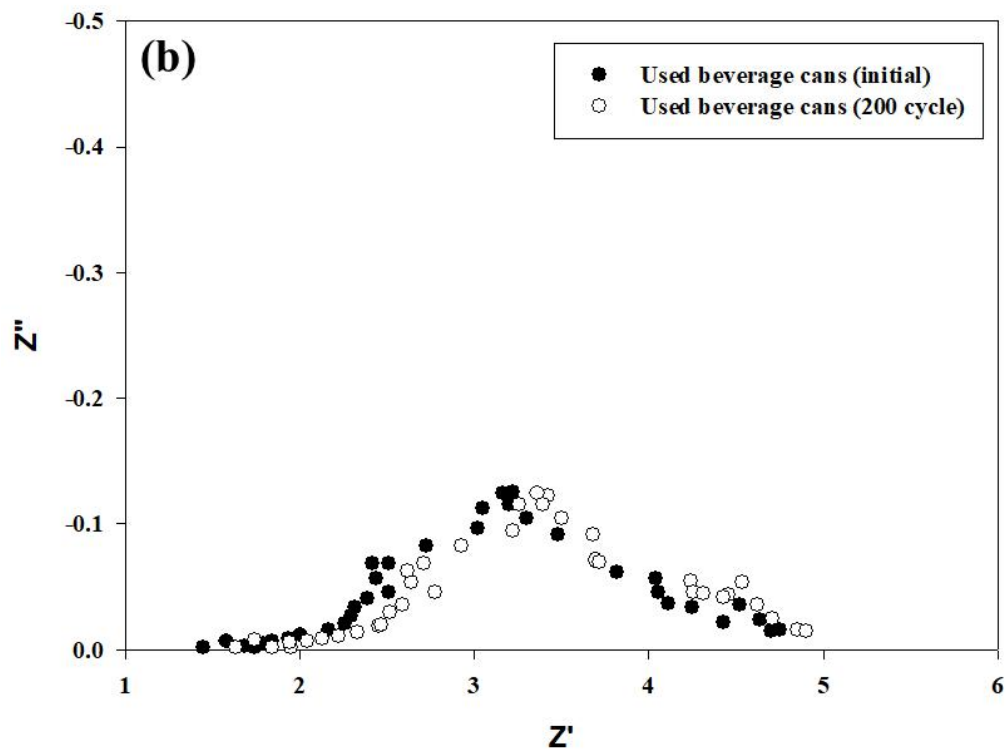 (b)
Used beverage cans (initial)
Used beverage cans (200 cycle)
-0.5
-0.4
-0.3
-0.2
-0.1
0.0
Z"
1 2 3 4 5 6
Z'